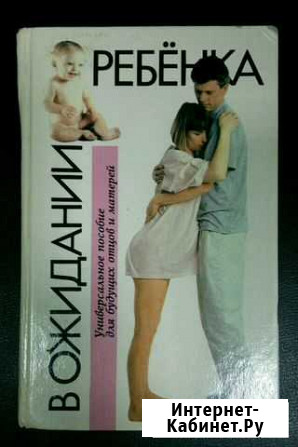 В ОЖИДАНИИ
РЕБЁНКА
Универсальное пособие
для будущих отцов и матерей
Интернет-
Кабинет.Ру